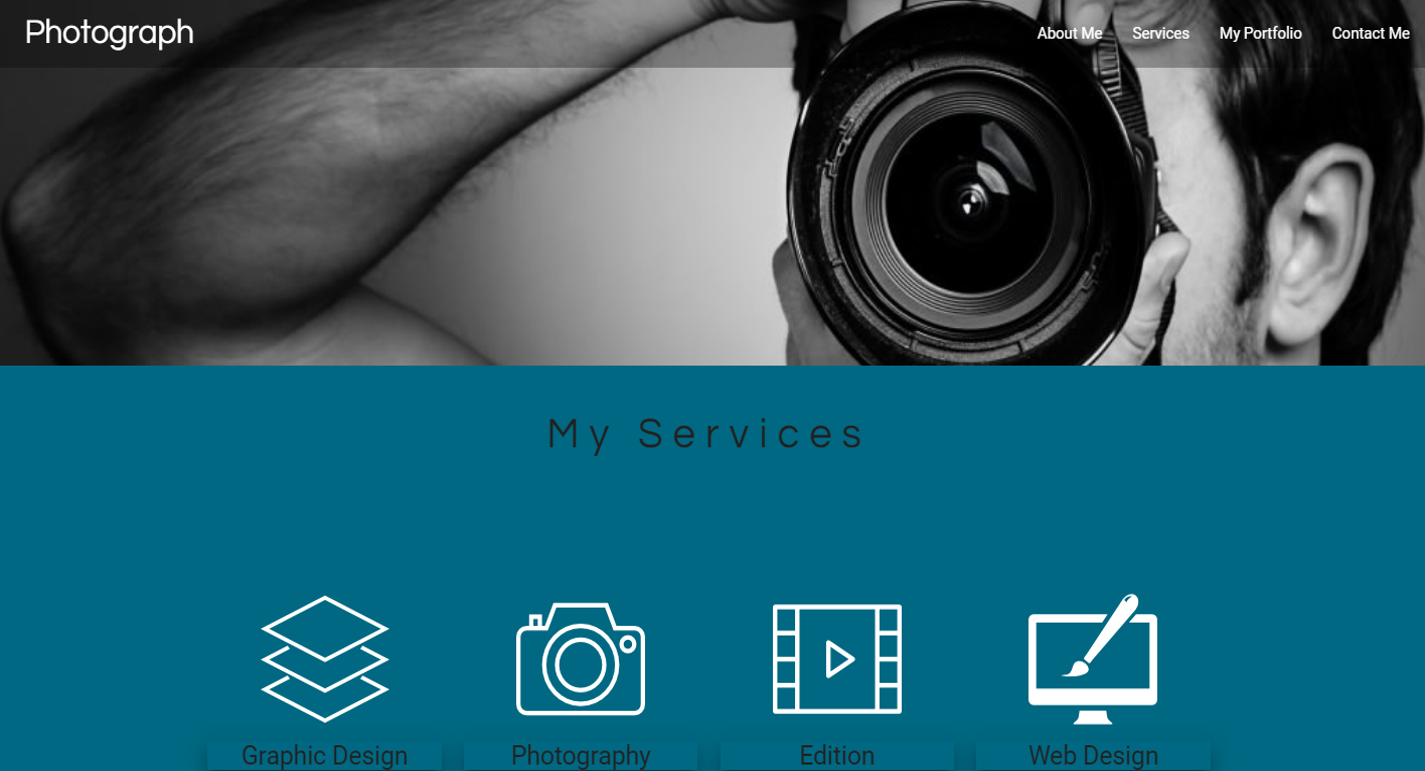 Photograph
About Me Services My Portfolio Contact Me
My Services
Graphic Design
Photography
Edition
Web Design